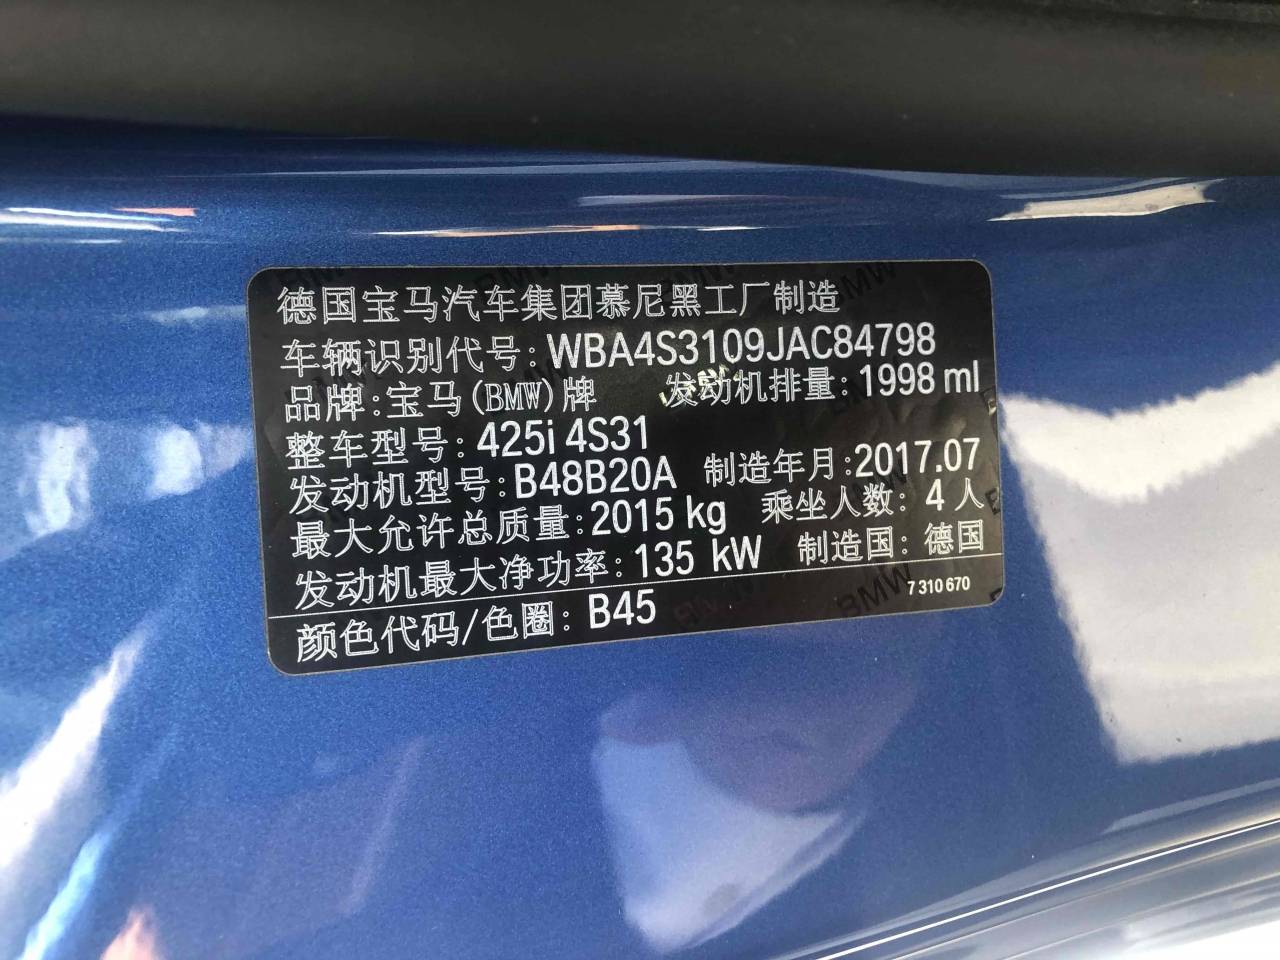 德国宝马汽车集团慕尼黑工厂制造
车辆识别代号: WBA4S3109JAC84798
品牌: 宝马(BMW)牌 发动机排量: 1998 ml
整车型号: 425i 4S31
发动机型号: B48B20A 制造年月: 2017.07
最大允许总质量: 2015 kg 乘坐人数: 4 人
发动机最大净功率: 135 kW 制造国: 德国
7 310 670
颜色代码/色圈: B45